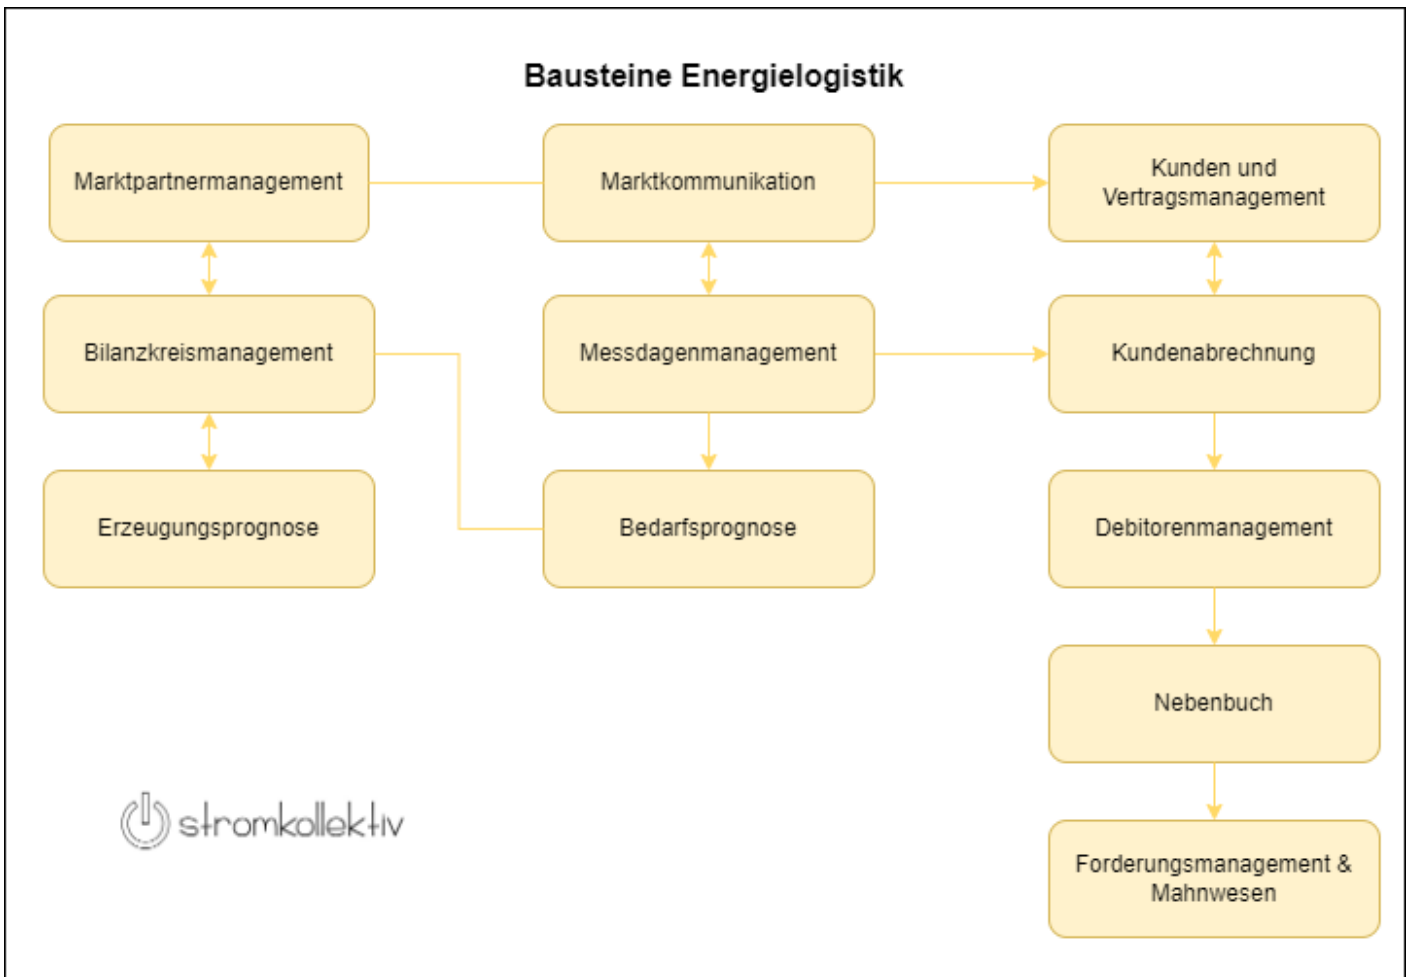 Bausteine Energielogistik
Marktpartnermanagement
Marktkommunikation
Kunden und
Vertragsmanagement
Bilanzkreismanagement
Messdagenmanagement
Kundenabrechnung
Erzeugungsprognose
Bedarfsprognose
Debitorenmanagement
Nebenbuch
Forderungsmanagement &
Mahnwesen
stromkollektiv